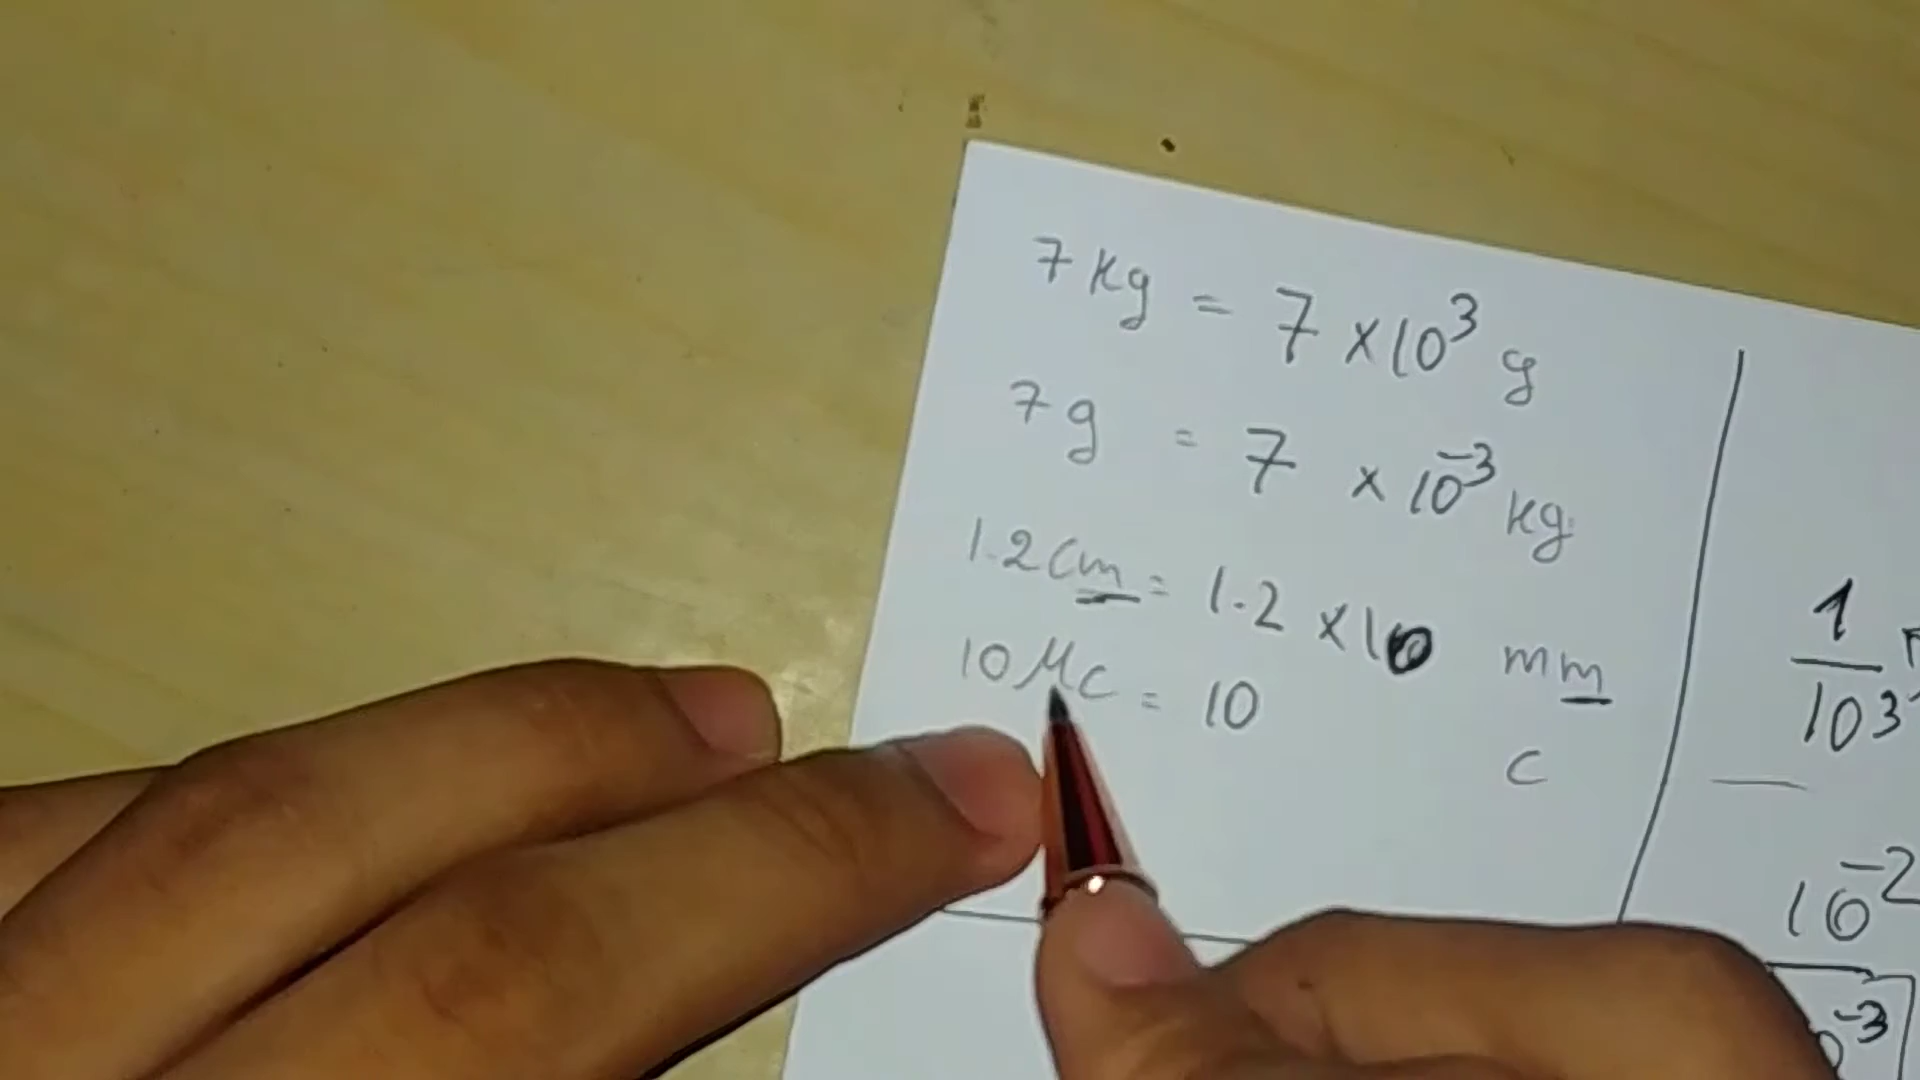 7 kg = 7 × 10³ g
7 g = 7 × 10⁻³ kg
1.2 cm = 1.2 × 10 mm
10 μc = 10 c
1
10³
10⁻²
⁻³